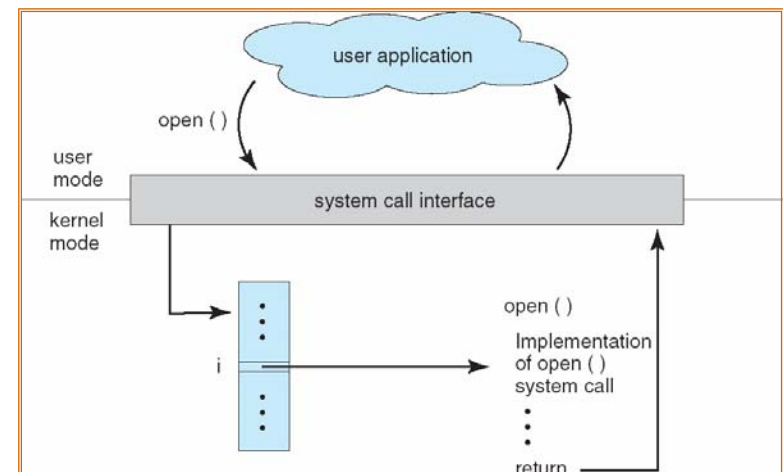 user application
open ( )
user
mode
system call interface
kernel
mode
open ( )
Implementation
of open ( )
system call
i
return